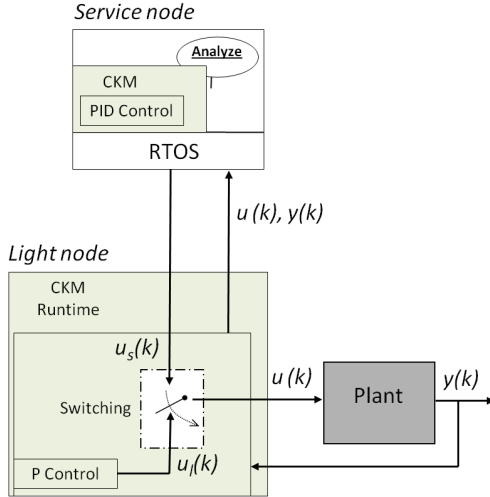 Service node
Analyze
CKM
PID Control
RTOS
u (k), y(k)
Light node
CKM
Runtime
us(k)
u (k)
Plant
y(k)
Switching
P Control
ul(k)